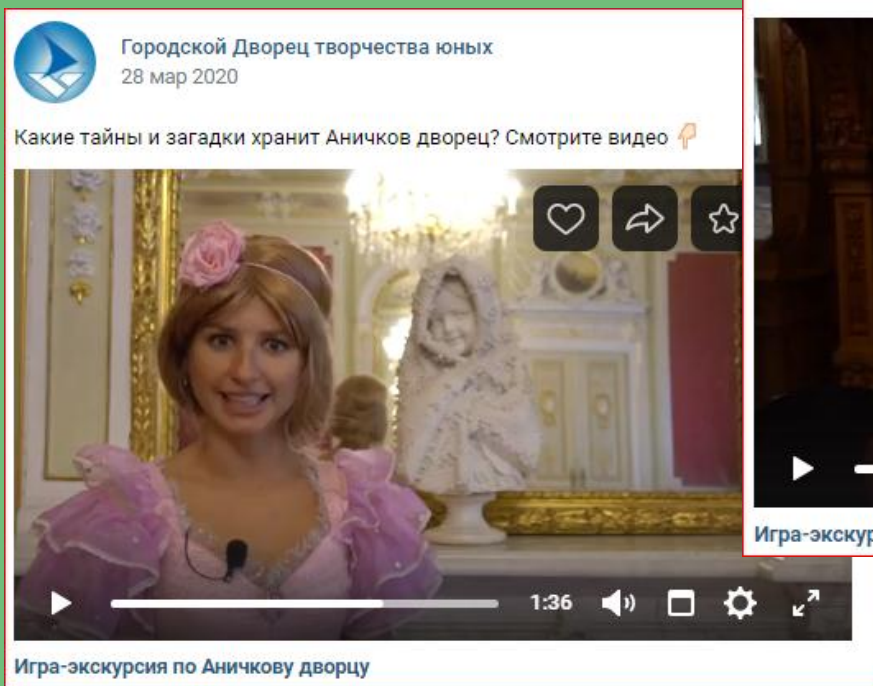 Городской Дворец творчества юных
28 мар 2020
Какие тайны и загадки хранит Аничков дворец? Смотрите видео
1:36
Игра-экскурсия по Аничкову дворцу